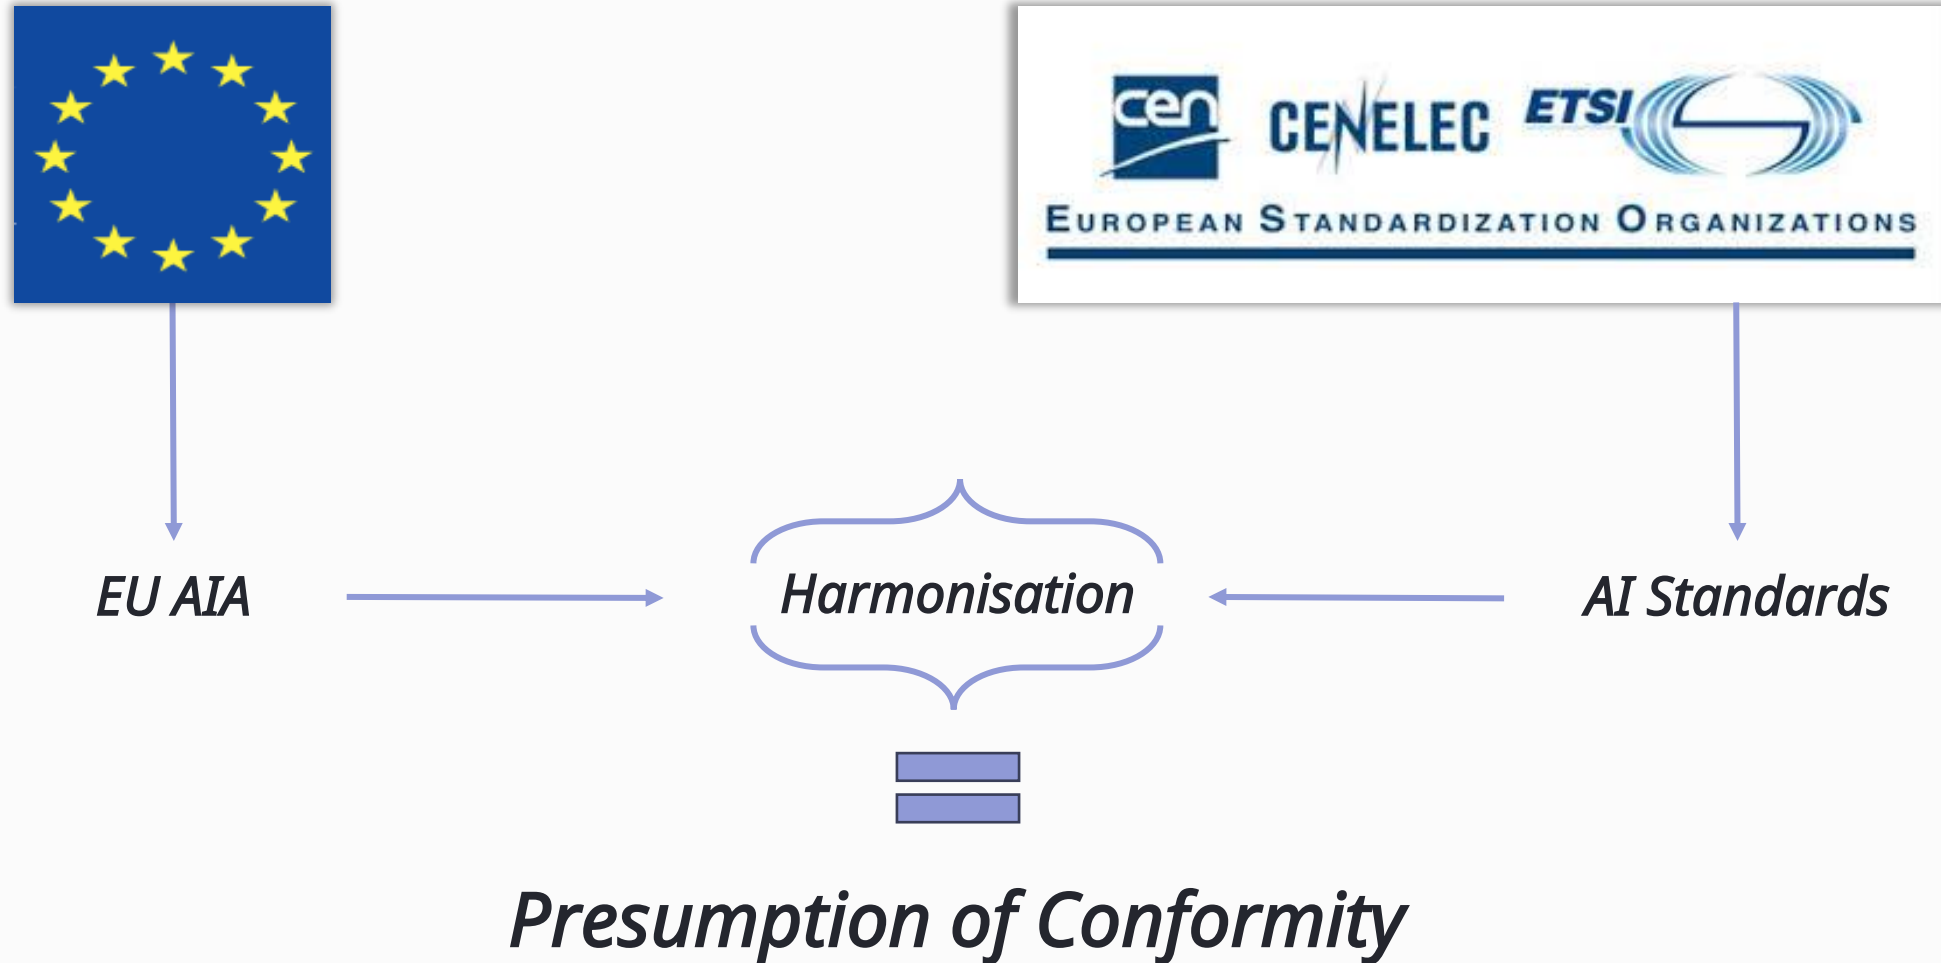 cen
CENELEC
ETSI
EUROPEAN STANDARDIZATION ORGANIZATIONS
EU AIA
Harmonisation
AI Standards
Presumption of Conformity